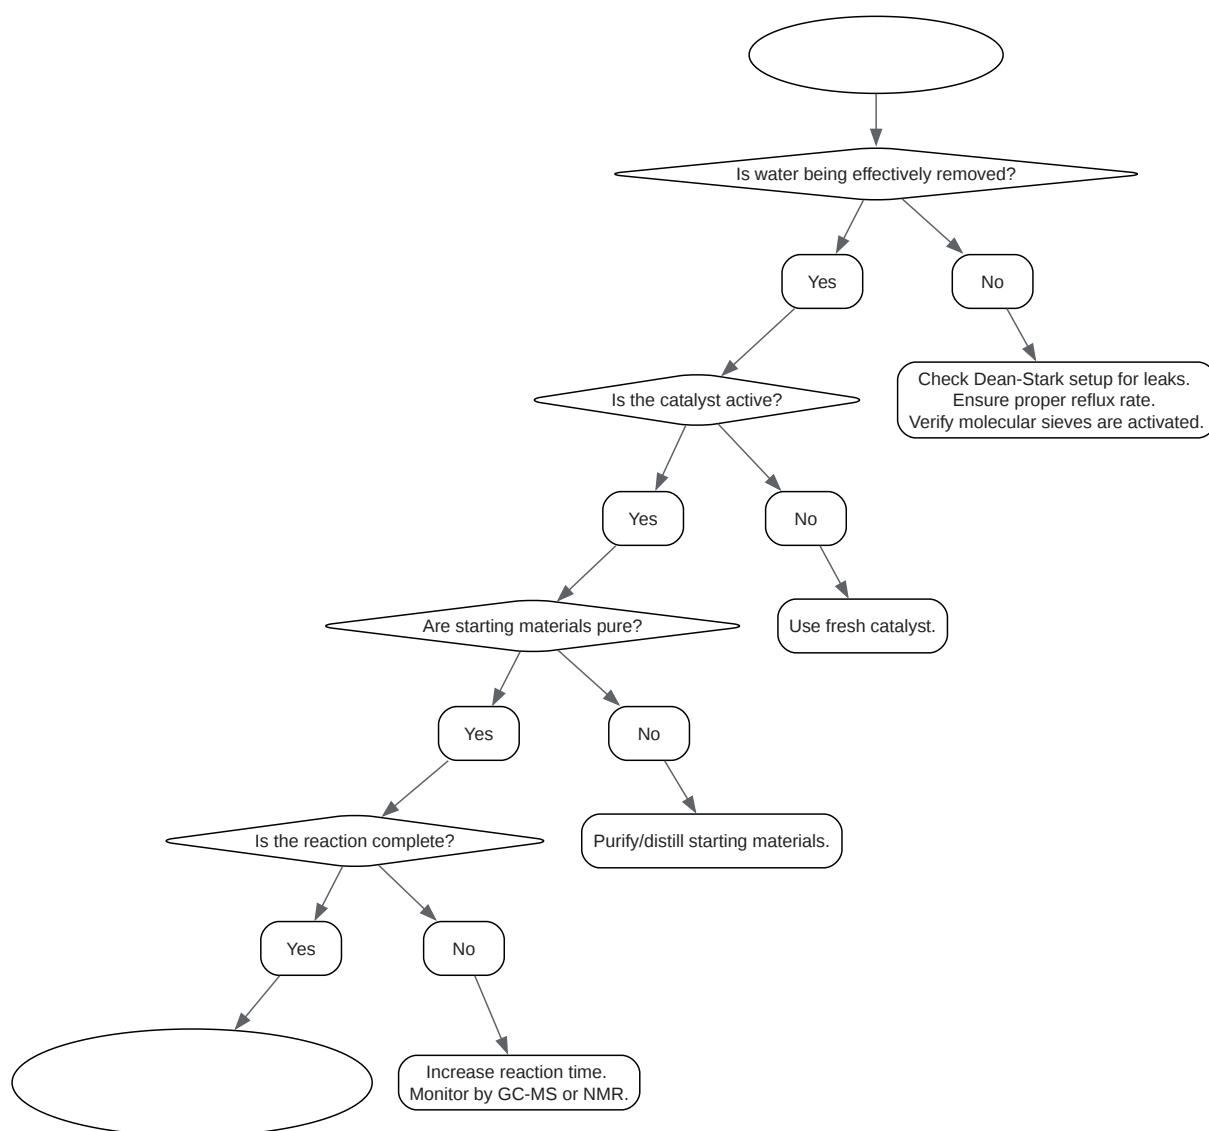 Is water being effectively removed?
Yes
No
Check Dean-Stark setup for leaks.
Ensure proper reflux rate.
Verify molecular sieves are activated.
Is the catalyst active?
Yes
No
Use fresh catalyst.
Are starting materials pure?
Yes
No
Purify/distill starting materials.
Is the reaction complete?
Yes
No
Increase reaction time.
Monitor by GC-MS or NMR.